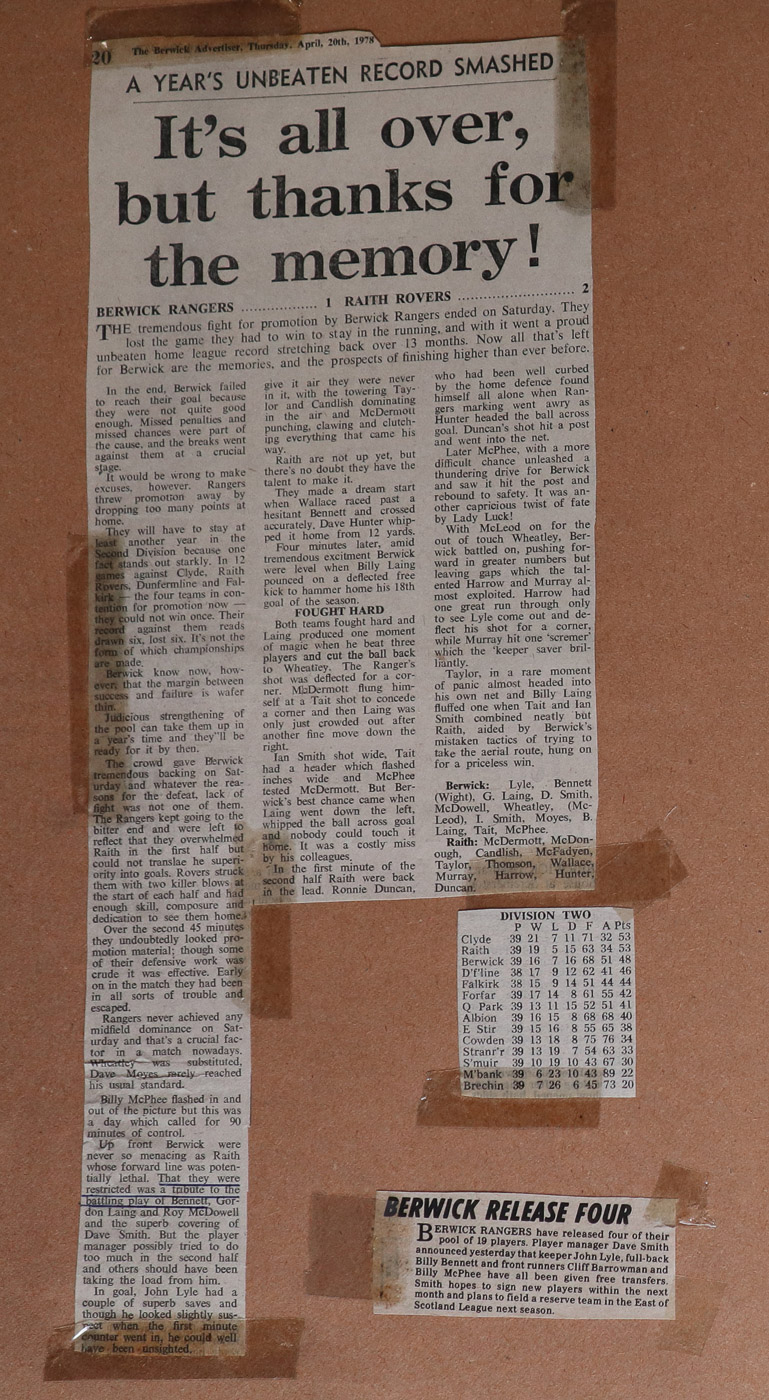 20 The Berwick Advertiser, Thursday, April, 20th, 1978
A YEAR'S UNBEATEN RECORD SMASHED
It's all over,
but thanks for
the memory!
BERWICK RANGERS .............. 1 RAITH ROVERS ...................... 2
THE tremendous fight for promotion by Berwick Rangers ended on Saturday. They
lost the game they had to win to stay in the running, and with it went a proud
unbeaten home league record stretching back over 13 months. Now all that's left
for Berwick are the memories, and the prospects of finishing higher than ever before.
In the end, Berwick failed
to reach their goal because
they were not quite good
enough. Missed penalties and
missed chances were part of
the cause, and the breaks went
against them at a crucial
stage.
It would be wrong to make
excuses, however. Rangers
threw promotion away by
dropping too many points at
home.
They will have to stay at
least another year in the
Second Division because one
fact stands out starkly. In 12
games against Clyde, Raith
Rovers, Dunfermline and Fal-
kirk — the four teams in con-
tention for promotion now —
they could not win once. Their
record against them reads
drawn six, lost six. It's not the
form of which championships
are made.
Berwick know now, how-
ever, that the margin between
success and failure is wafer
thin.
Judicious strengthening of
the pool can take them up in
a year's time and they"ll be
ready for it by then.
The crowd gave Berwick
tremendous backing on Sat-
urday and whatever the rea-
sons for the defeat, lack of
fight was not one of them.
The Rangers kept going to the
bitter end and were left to
reflect that they overwhelmed
Raith in the first half but
could not translae he superi-
ority into goals. Rovers struck
them with two killer blows at
the start of each half and had
enough skill, composure and
dedication to see them home.
Over the second 45 minutes
they undoubtedly looked pro-
motion material; though some
of their defensive work was
crude it was effective. Early
on in the match they had been
in all sorts of trouble and
escaped.
Rangers never achieved any
midfield dominance on Sat-
urday and that's a crucial fac-
tor in a match nowadays.
Wheatley was substituted,
Dave Moyes rarely reached
his usual standard.
Billy McPhee flashed in and
out of the picture but this was
a day which called for 90
minutes of control.
Up front Berwick were
never so menacing as Raith
whose forward line was poten-
tially lethal. That they were
restricted was a tribute to the
battling play of Bennett, Gor-
don Laing and Roy McDowell
and the superb covering of
Dave Smith. But the player
manager possibly tried to do
too much in the second half
and others should have been
taking the load from him.
In goal, John Lyle had a
couple of superb saves and
though he looked slightly sus-
pect when the first minute
counter went in, he could well
have been unsighted.
give it air they were never
in it, with the towering Tay-
lor and Candlish dominating
in the air and McDermott
punching, clawing and clutch-
ing everything that came his
way.
Raith are not up yet, but
there's no doubt they have the
talent to make it.
They made a dream start
when Wallace raced past a
hesitant Bennett and crossed
accurately, Dave Hunter whip-
ped it home from 12 yards.
Four minutes later, amid
tremendous excitment Berwick
were level when Billy Laing
pounced on a deflected free
kick to hammer home his 18th
goal of the season.
FOUGHT HARD
Both teams fought hard and
Laing produced one moment
of magic when he beat three
players and cut the ball back
to Wheatley. The Ranger's
shot was deflected for a cor-
ner. McDermott flung him-
self at a Tait shot to concede
a corner and then Laing was
only just crowded out after
another fine move down the
right.
Ian Smith shot wide, Tait
had a header which flashed
inches wide and McPhee
tested McDermott. But Ber-
wick's best chance came when
Laing went down the left,
whipped the ball across goal
and nobody could touch it
home. It was a costly miss
by his colleagues.
In the first minute of the
second half Raith were back
in the lead. Ronnie Duncan,
who had been well curbed
by the home defence found
himself all alone when Ran-
gers marking went awry as
Hunter headed the ball across
goal. Duncan's shot hit a post
and went into the net.
Later McPhee, with a more
difficult chance unleashed a
thundering drive for Berwick
and saw it hit the post and
rebound to safety. It was an-
other capricious twist of fate
by Lady Luck!
With McLeod on for the
out of touch Wheatley, Ber-
wick battled on, pushing for-
ward in greater numbers but
leaving gaps which the tal-
ented Harrow and Murray al-
most exploited. Harrow had
one great run through only
to see Lyle come out and de-
flect his shot for a corner,
while Murray hit one 'screamer'
which the 'keeper saver bril-
liantly.
Taylor, in a rare moment
of panic almost headed into
his own net and Billy Laing
fluffed one when Tait and Ian
Smith combined neatly but
Raith, aided by Berwick's
mistaken tactics of trying to
take the aerial route, hung on
for a priceless win.
Berwick: Lyle, Bennett
(Wight), G. Laing, D. Smith,
McDowell, Wheatley, (Mc-
Leod), I. Smith, Moyes, B.
Laing, Tait, McPhee.
Raith: McDermott, McDon-
ough, Candlish, McFadyen,
Taylor, Thomson, Wallace,
Murray, Harrow, Hunter,
Duncan.
DIVISION TWO
P W L D F A Pts
Clyde 39 21 7 11 71 32 53
Raith 39 19 5 15 63 34 53
Berwick 39 16 7 16 68 51 48
D'f'line 38 17 9 12 62 41 46
Falkirk 38 15 9 14 51 44 44
Forfar 39 17 14 8 61 55 42
Q Park 39 13 11 15 52 51 41
Albion 39 16 15 8 68 68 40
E Stir 39 15 16 8 55 65 38
Cowden 39 13 18 8 75 76 34
Stranr'r 39 13 19 7 54 63 33
S'muir 39 10 19 10 43 67 30
M'bank 39 6 23 10 43 89 22
Brechin 39 7 26 6 45 73 20
BERWICK RELEASE FOUR
BERWICK RANGERS have released four of their
pool of 19 players. Player manager Dave Smith
announced yesterday that keeper John Lyle, full-back
Billy Bennett and front runners Cliff Barrowman and
Billy McPhee have all been given free transfers.
Smith hopes to sign new players within the next
month and plans to field a reserve team in the East of
Scotland League next season.